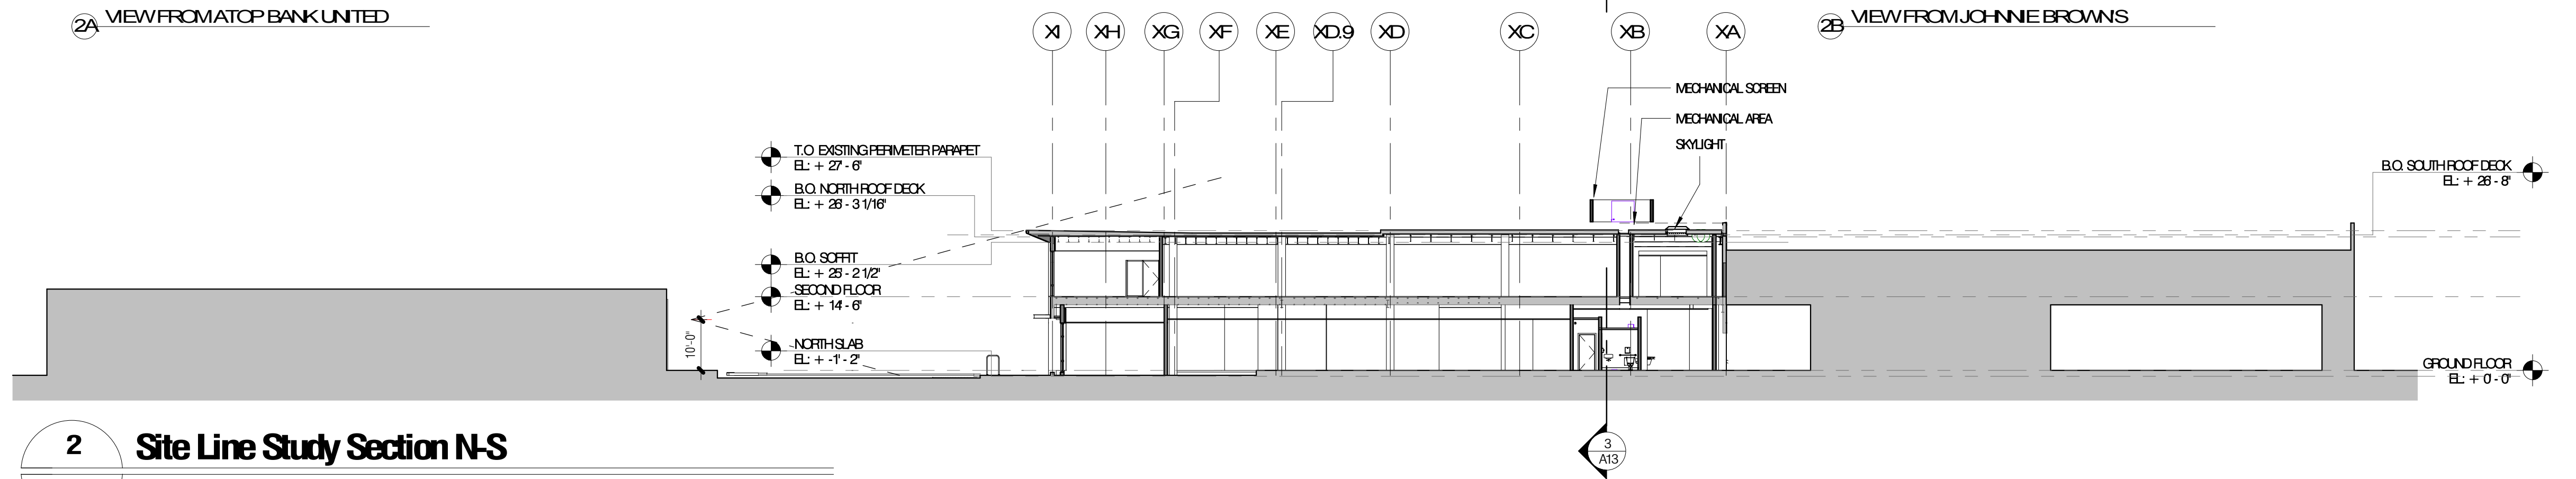 2A VIEW FROM ATOP BANK UNITED
XI XH XG XF XE XD.9 XD XC XB XA
2B VIEW FROM JOHNNIE BROWN'S
MECHANICAL SCREEN
MECHANICAL AREA
SKYLIGHT
T.O EXISTING PERIMETER PARAPET
EL: + 27' - 6"
B.O. NORTH ROOF DECK
EL: + 26' - 3 1/16"
B.O. SOUTH ROOF DECK
EL: + 26' - 8"
B.O. SOFFIT
EL: + 25' - 2 1/2"
SECOND FLOOR
EL: + 14' - 6"
10'-0"
NORTH SLAB
EL: + -1' - 2"
GROUND FLOOR
EL: + 0' - 0"
2 Site Line Study Section N-S
3
A13